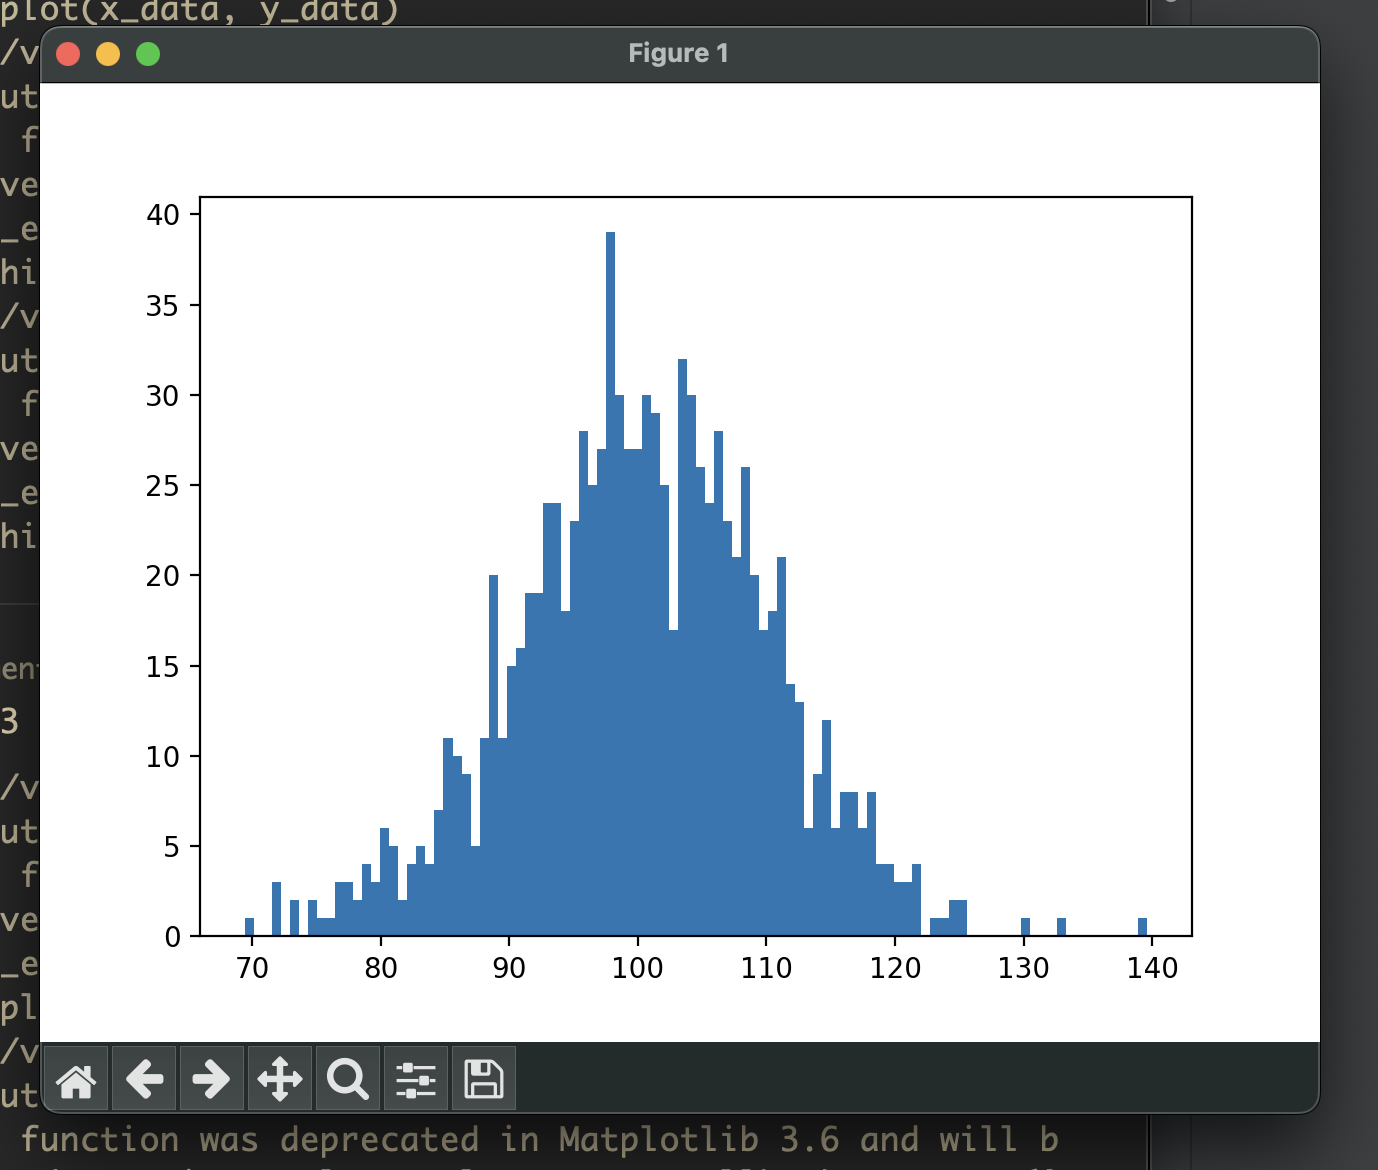 plot(x_data, y_data)
Figure 1
/v
ut
f
ve
_e
hi
/v
ut
f
ve
_e
hi
3
/v
ut
f
ve
_e
pl
/v
ut
40
35
30
25
20
15
10
5
0
70 80 90 100 110 120 130 140
function was deprecated in Matplotlib 3.6 and will b